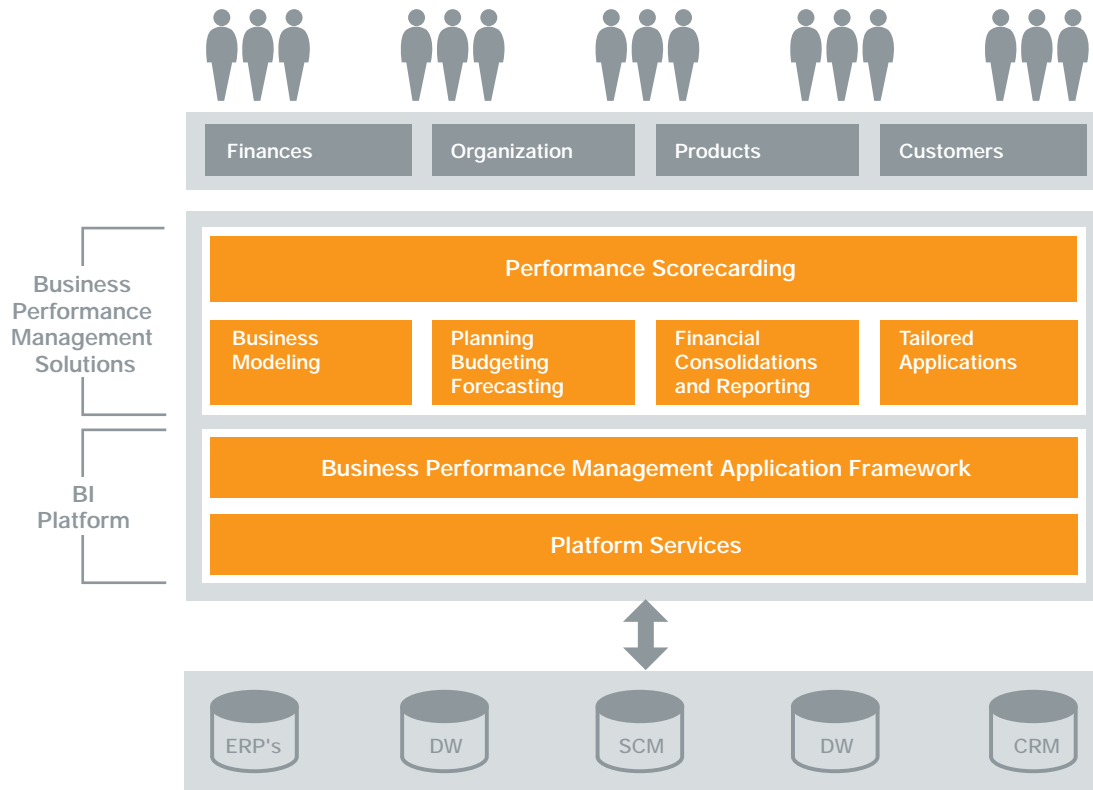 Finances
Organization
Products
Customers
Business
Performance
Management
Solutions
Performance Scorecarding
Business
Modeling
Planning
Budgeting
Forecasting
Financial
Consolidations
and Reporting
Tailored
Applications
BI
Platform
Business Performance Management Application Framework
Platform Services
ERP's
DW
SCM
DW
CRM